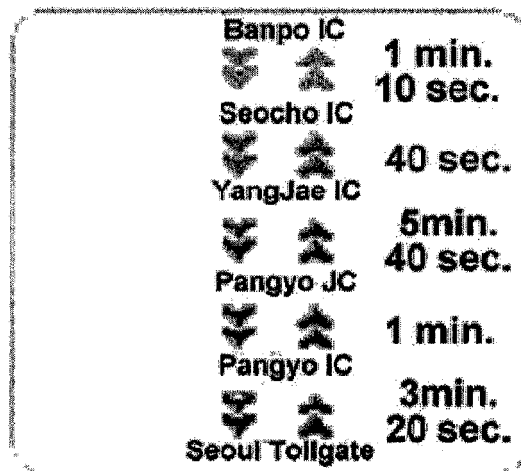 Banpo IC
1 min.
10 sec.
Seocho IC
40 sec.
YangJae IC
5min.
40 sec.
Pangyo JC
1 min.
Pangyo IC
3min.
20 sec.
Seoul Tollgate